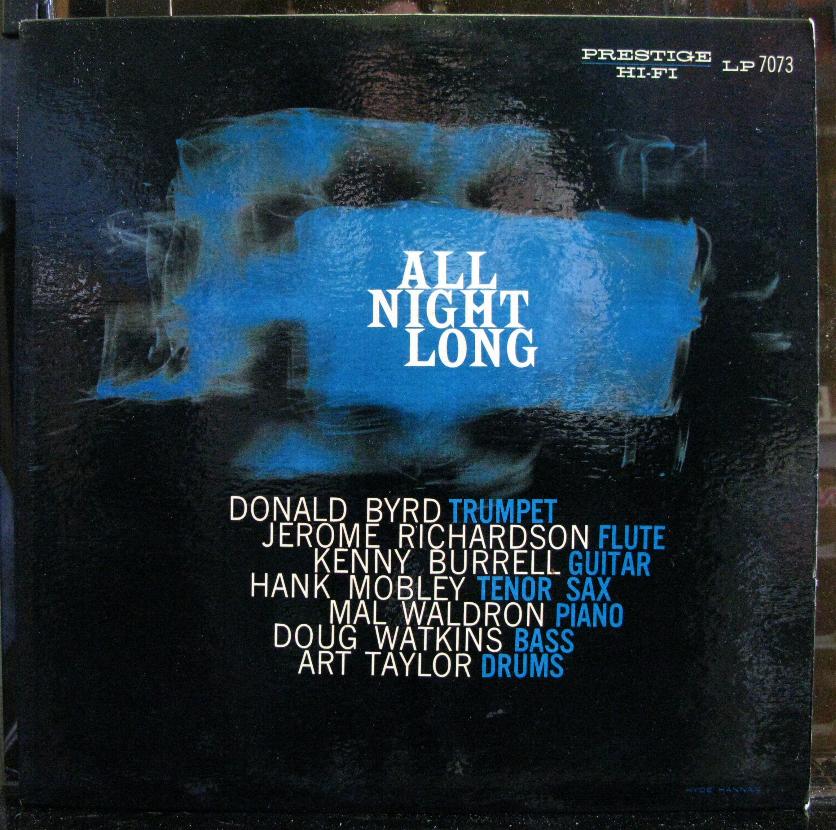 PRESTIGE
HI-FI LP 7073
ALL
NIGHT
LONG
DONALD BYRD TRUMPET
JEROME RICHARDSON FLUTE
KENNY BURRELL GUITAR
HANK MOBLEY TENOR SAX
MAL WALDRON PIANO
DOUG WATKINS BASS
ART TAYLOR DRUMS